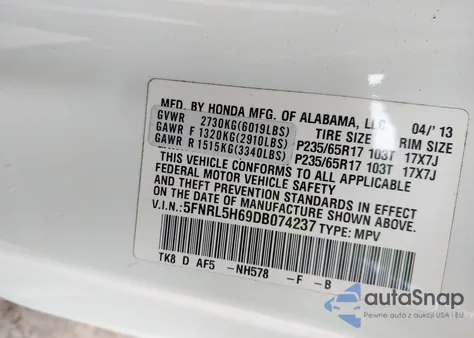 MFD. BY HONDA MFG. OF ALABAMA, LLC 04/'13
GVWR 2730KG(6019LBS) TIRE SIZE RIM SIZE
GAWR F 1320KG(2910LBS) P235/65R17 103T 17X7J
GAWR R 1515KG(3340LBS) P235/65R17 103T 17X7J
THIS VEHICLE CONFORMS TO ALL APPLICABLE
FEDERAL MOTOR VEHICLE SAFETY
AND THEFT PREVENTION STANDARDS IN EFFECT
ON THE DATE OF MANUFACTURE SHOWN ABOVE.
V.I.N.: 5FNRL5H69DB074237 TYPE: MPV
TK8 D AF5 -NH578 -F -B
autoSnap
Pewne auto z aukcji USA i EU